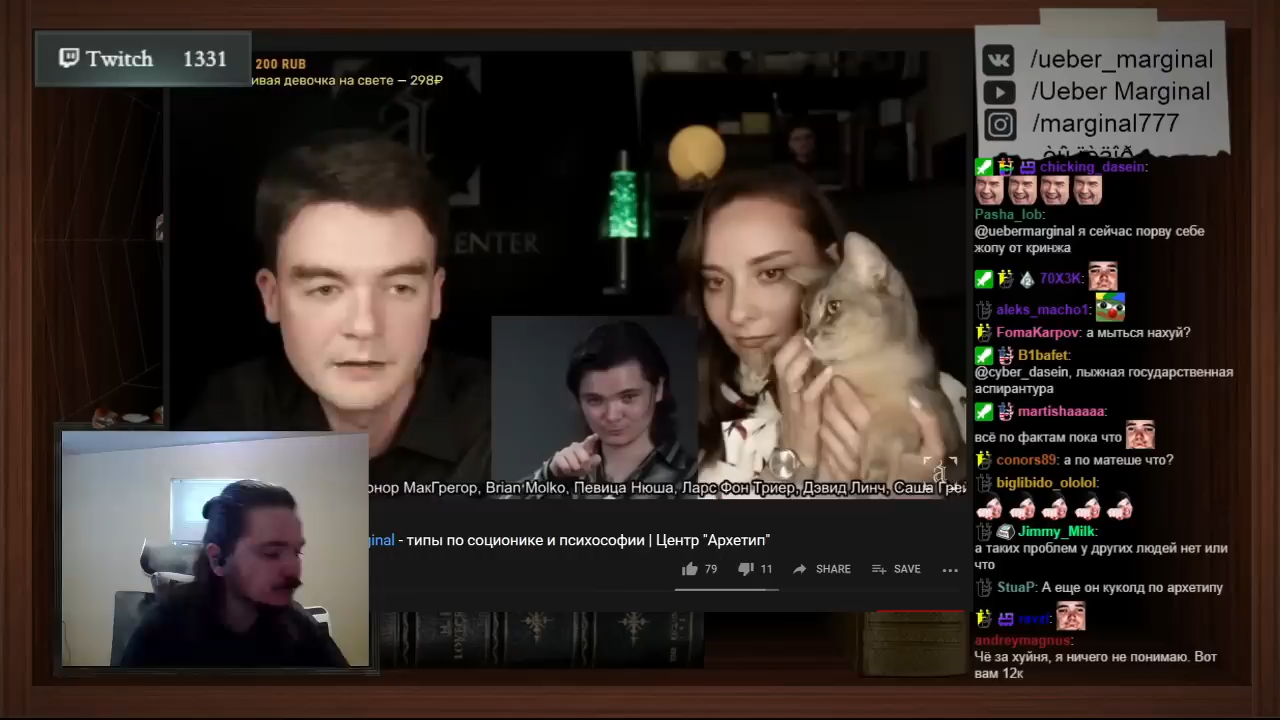 Twitch 1331
200 RUB
ивая девочка на свете — 298₽
ENTER
онор МакГрегор, Brian Molko, Певица Нюша, Ларс Фон Триер, Дэвид Линч, Саша Грей
ginal - типы по соционике и психософии | Центр "Архетип"
79 11 SHARE SAVE
/ueber_marginal
/Ueber Marginal
/marginal777
chicking_dasein:
Pasha_lob:
@uebermarginal я сейчас порву себе
жопу от кринжа
70X3K:
aleks_macho1:
FomaKarpov: а мыться нахуй?
B1bafet:
@cyber_dasein, лыжная государственная
аспирантура
martishaaaaa:
всё по фактам пока что
conors89: а по матеше что?
biglibido_ololol:
Jimmy_Milk:
а таких проблем у других людей нет или
что
StuaP: А еще он куколд по архетипу
andreymagnus:
Чё за хуйня, я ничего не понимаю. Вот
вам 12к